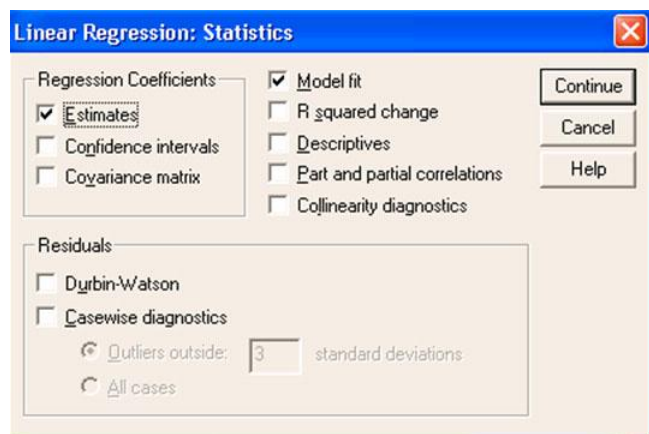 Linear Regression: Statistics
Regression Coefficients
Estimates
Confidence intervals
Covariance matrix
Model fit
R squared change
Descriptives
Part and partial correlations
Collinearity diagnostics
Continue
Cancel
Help
Residuals
Durbin-Watson
Casewise diagnostics
Outliers outside: 3 standard deviations
All cases